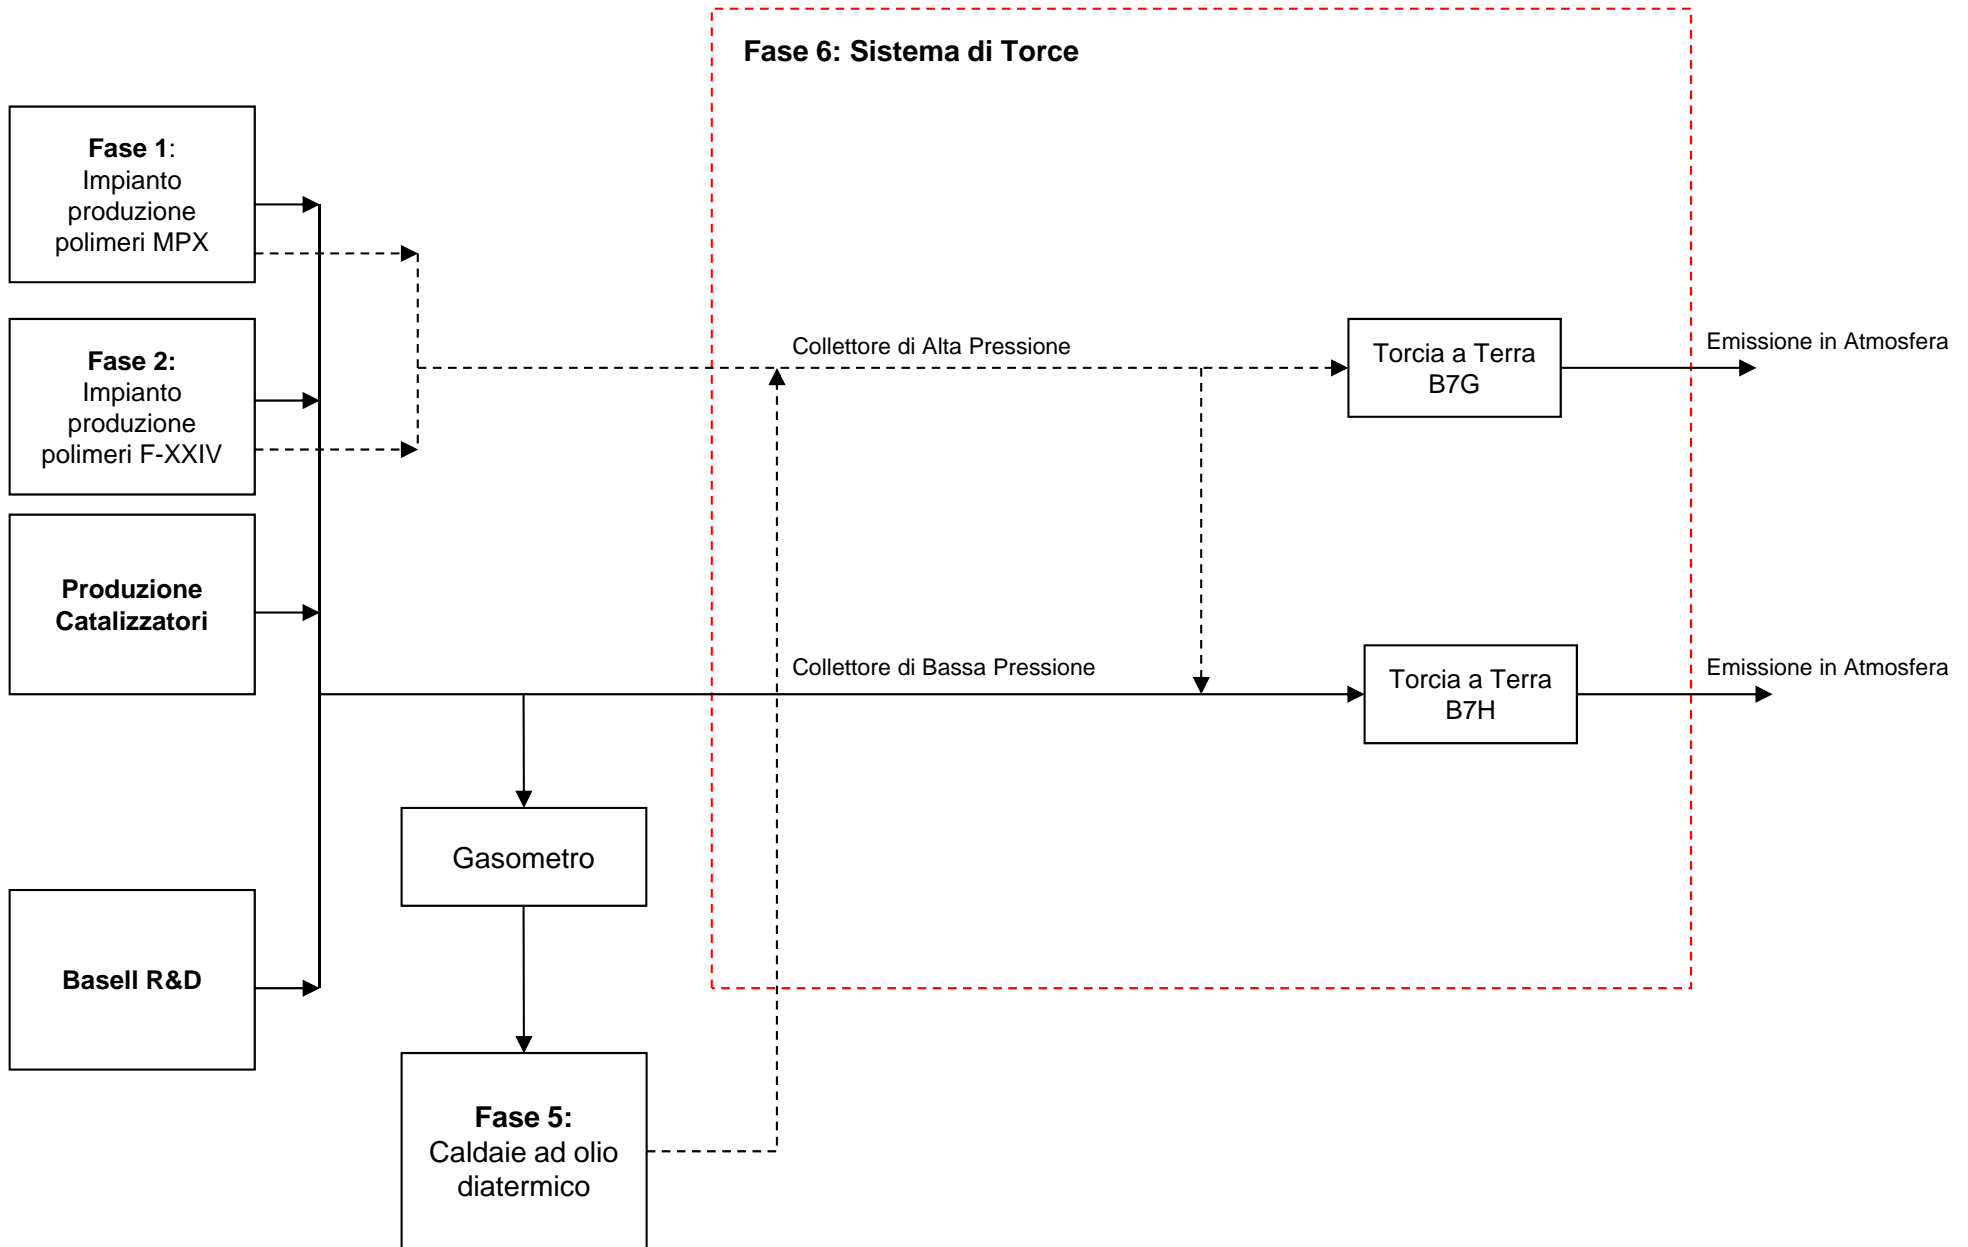 Fase 6: Sistema di Torce
Fase 1:
Impianto
produzione
polimeri MPX
Fase 2:
Impianto
produzione
polimeri F-XXIV
Produzione
Catalizzatori
Basell R&D
Collettore di Alta Pressione
Torcia a Terra
B7G
Emissione in Atmosfera
Collettore di Bassa Pressione
Torcia a Terra
B7H
Emissione in Atmosfera
Gasometro
Fase 5:
Caldaie ad olio
diatermico